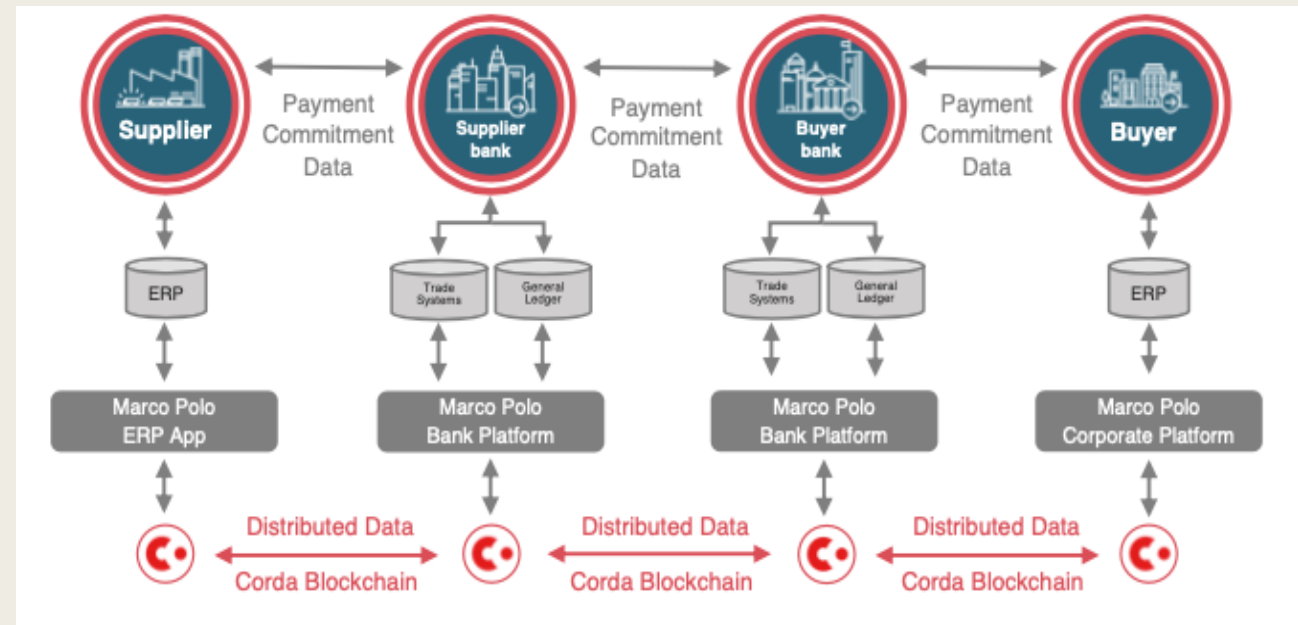 Supplier
Payment
Commitment
Data
Supplier
bank
Payment
Commitment
Data
Buyer
bank
Payment
Commitment
Data
Buyer
ERP
Trade
Systems
General
Ledger
Trade
Systems
General
Ledger
ERP
Marco Polo
ERP App
Marco Polo
Bank Platform
Marco Polo
Bank Platform
Marco Polo
Corporate Platform
Distributed Data
Corda Blockchain
Distributed Data
Corda Blockchain
Distributed Data
Corda Blockchain